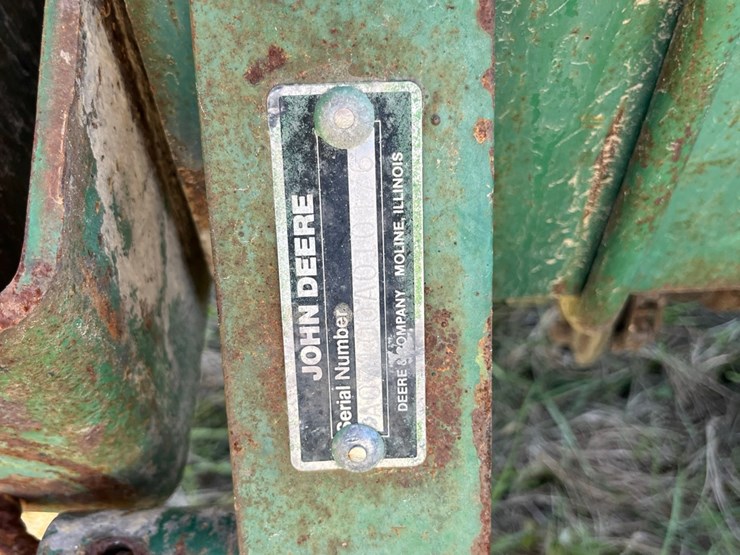 JOHN DEERE
Serial Number
DEERE & COMPANY MOLINE, ILLINOIS